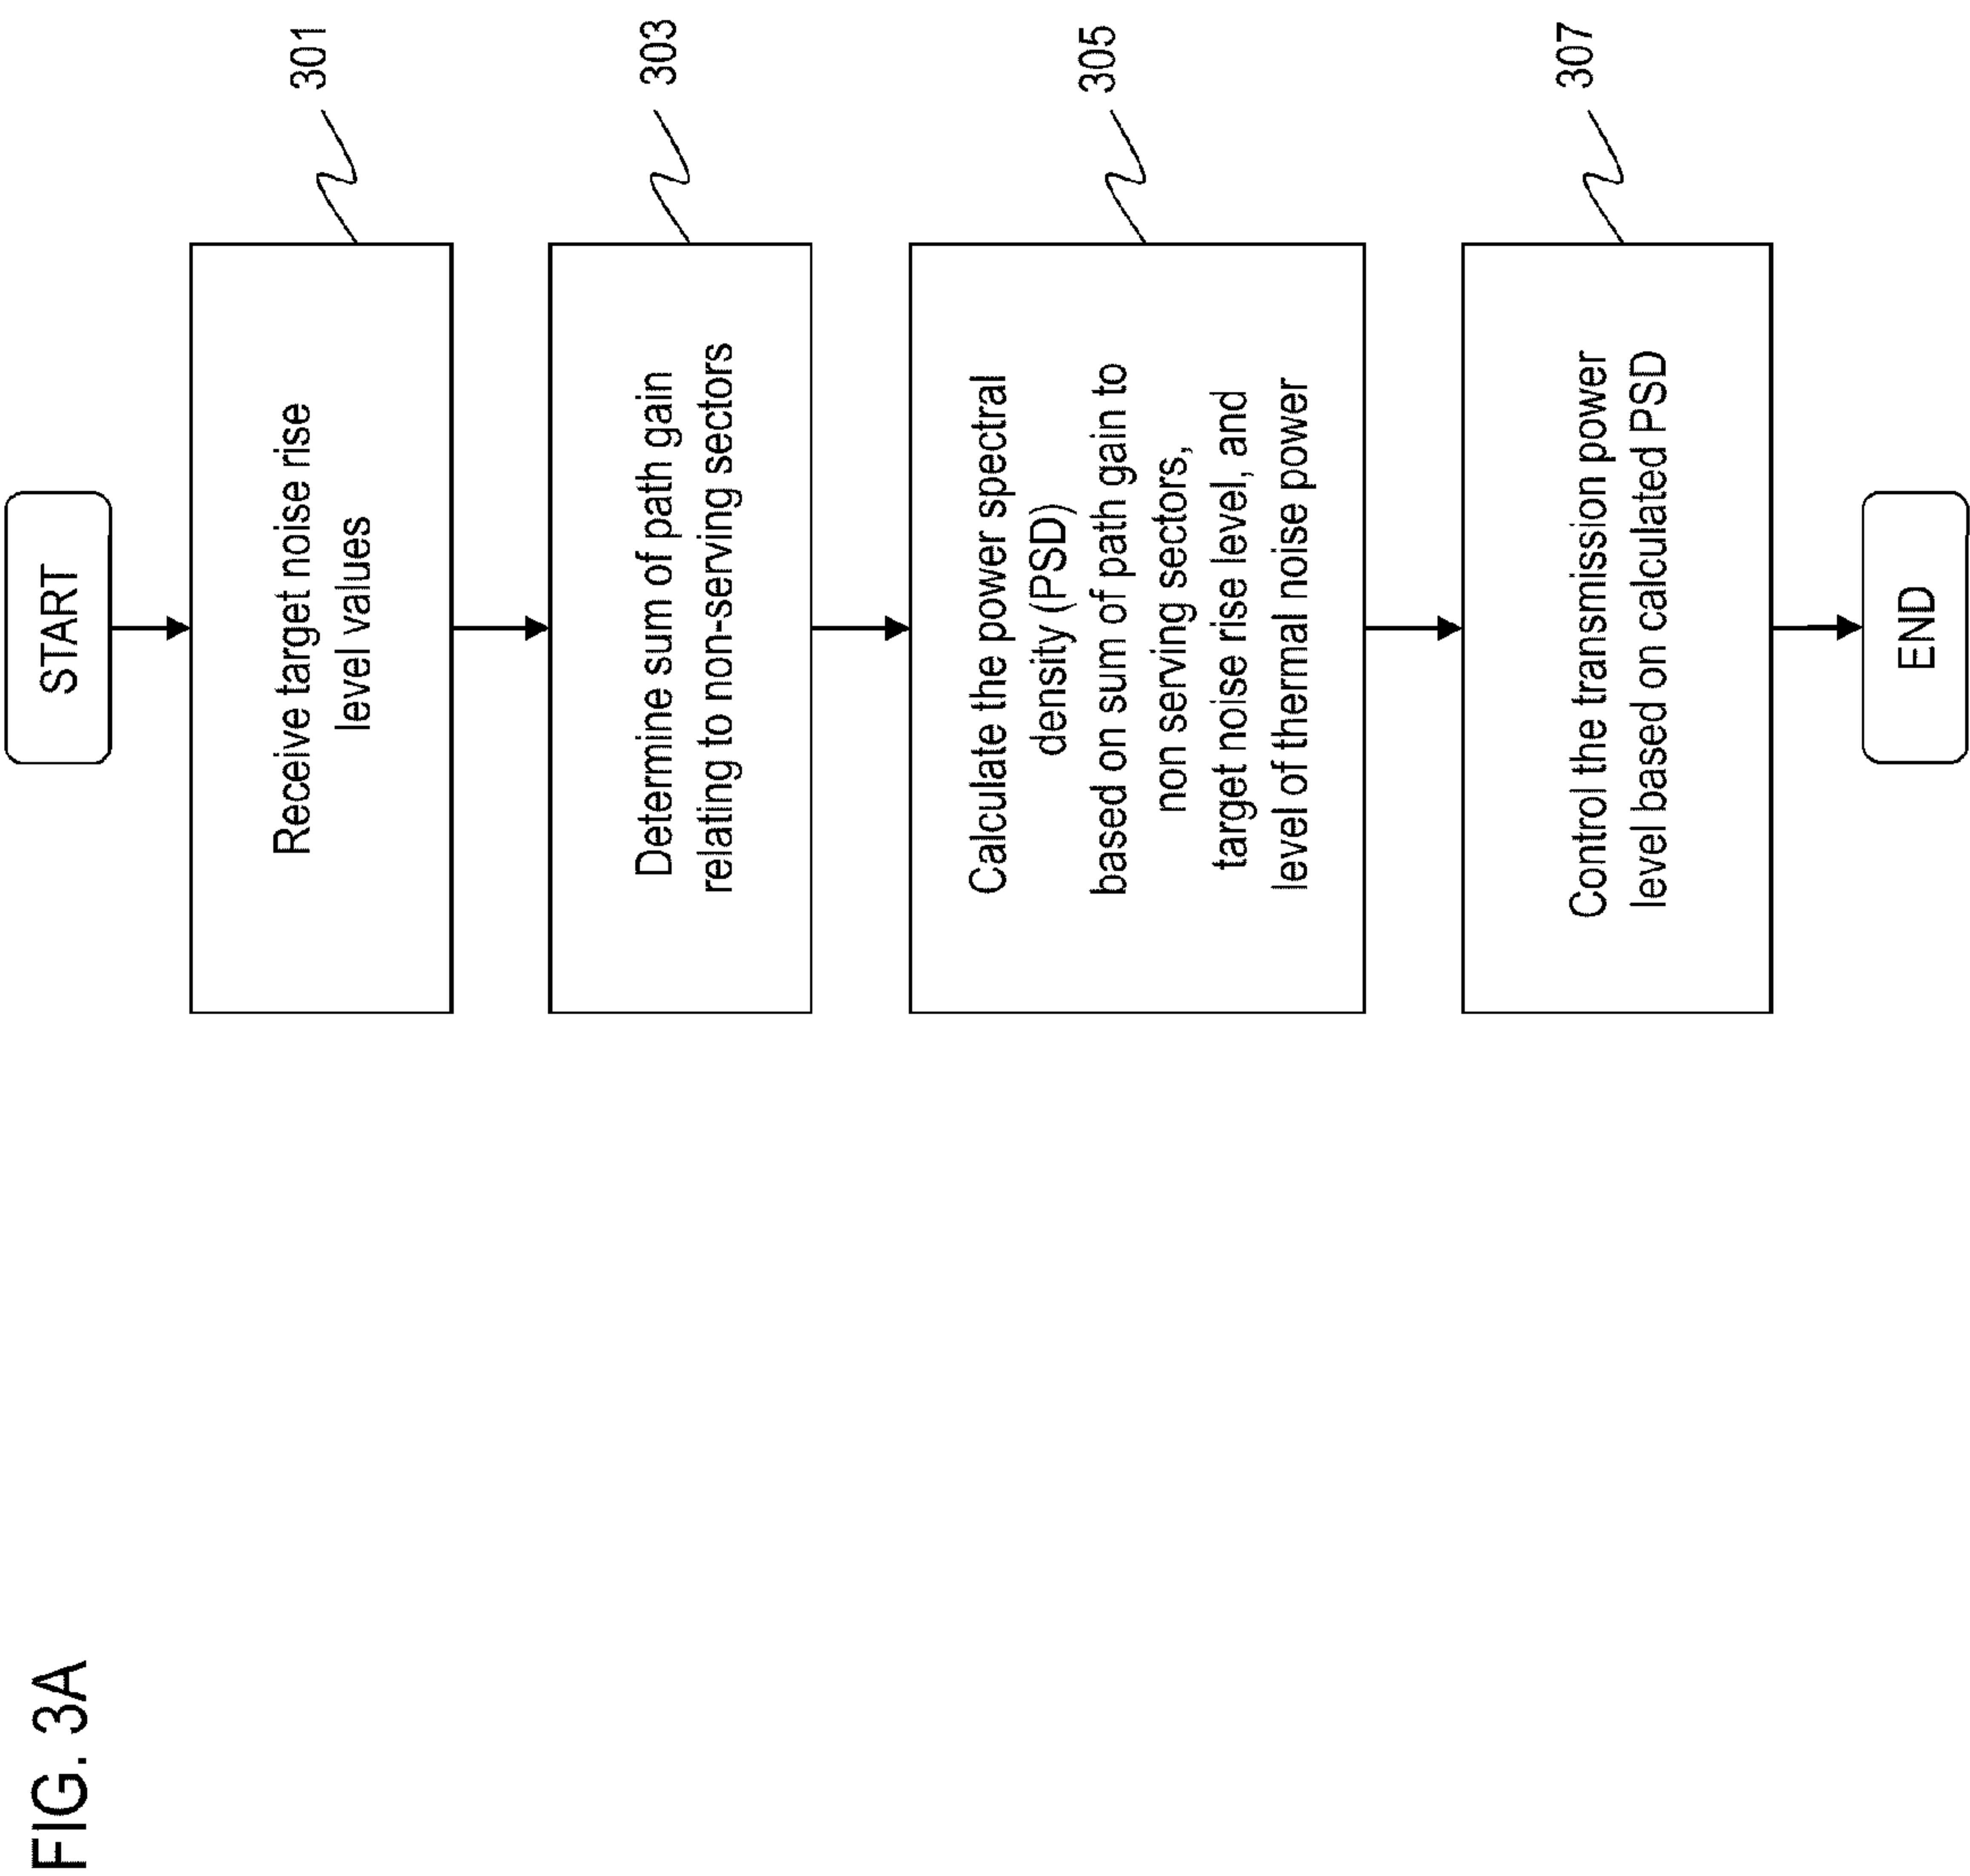 FIG. 3A
START
Receive target noise rise
level values
301
Determine sum of path gain
relating to non-serving sectors
303
Calculate the power spectral
density (PSD)
based on sum of path gain to
non serving sectors,
target noise rise level, and
level of thermal noise power
305
Control the transmission power
level based on calculated PSD
307
END